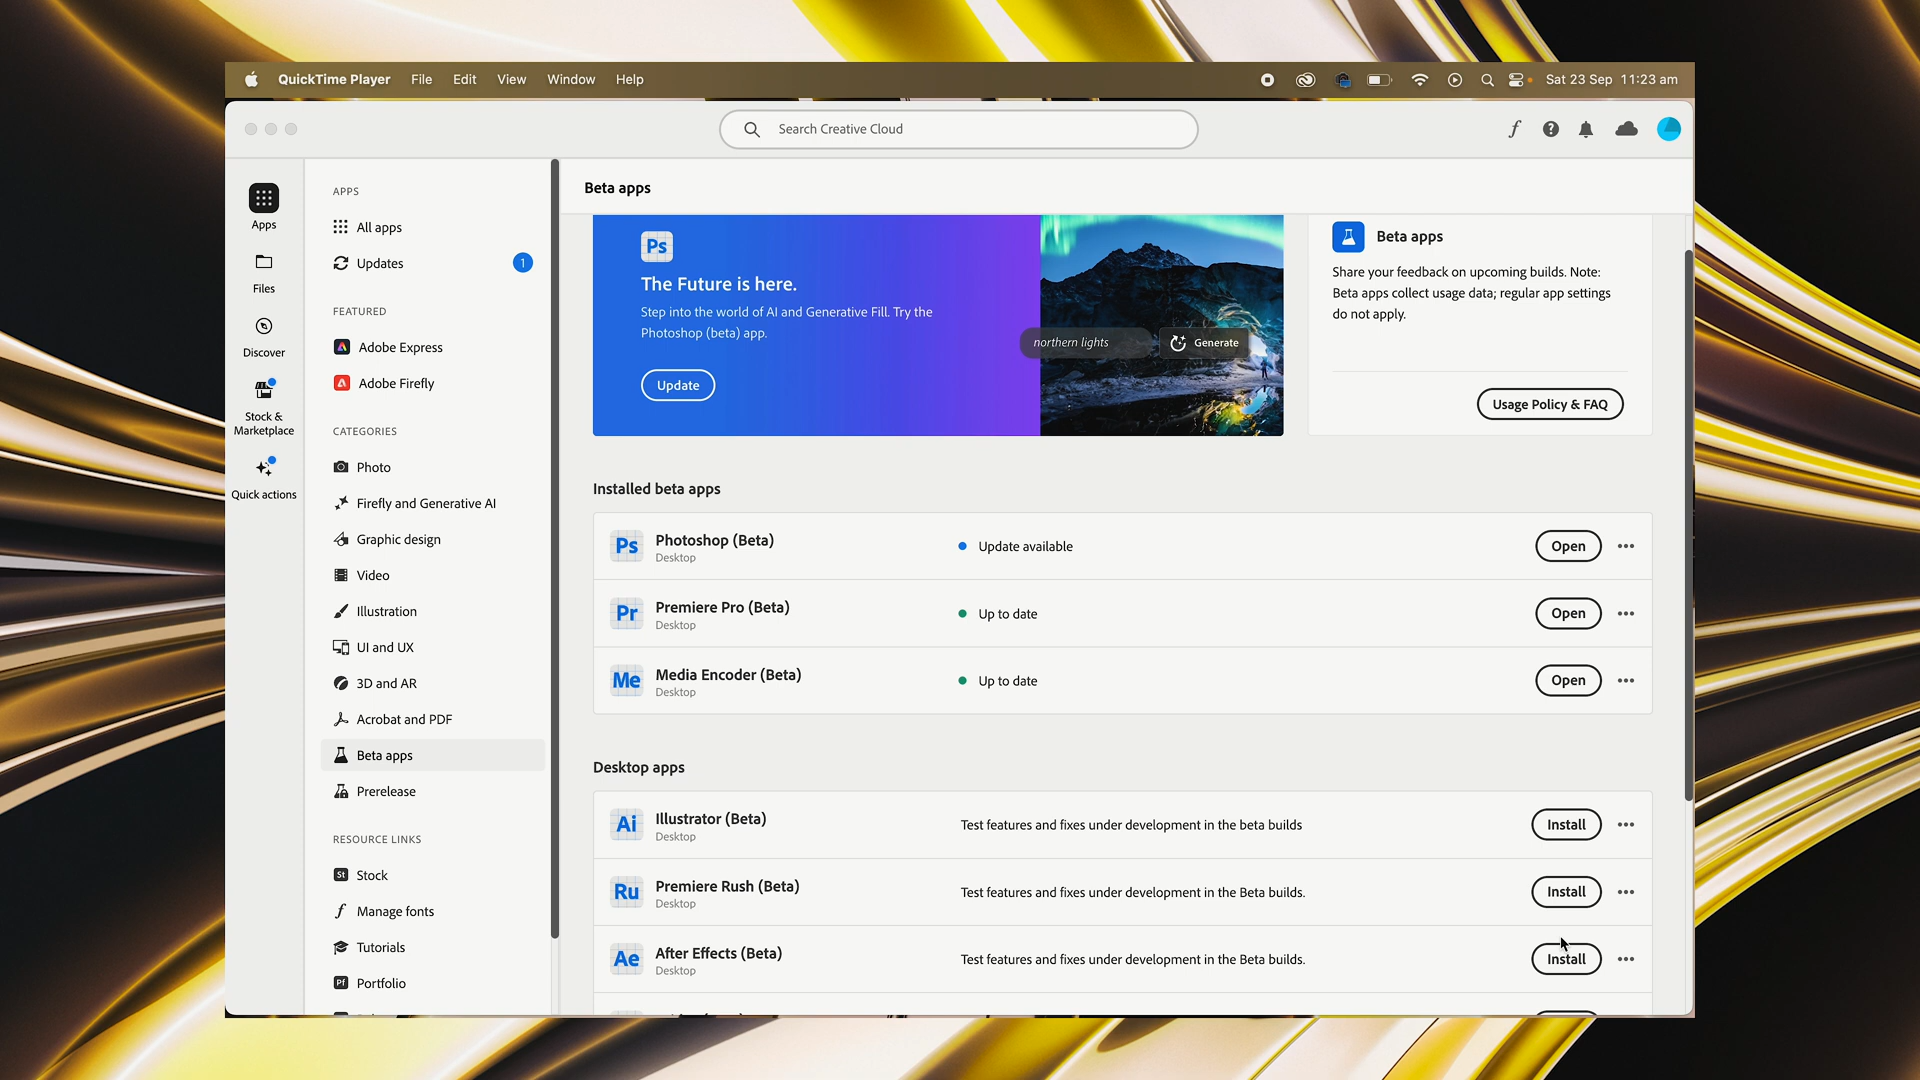 QuickTime Player File Edit View Window Help Sat 23 Sep 11:23 am
Search Creative Cloud
Apps
Files
Discover
Stock &
Marketplace
Quick actions
APPS
All apps
Updates 1
FEATURED
Adobe Express
Adobe Firefly
CATEGORIES
Photo
Firefly and Generative AI
Graphic design
Video
Illustration
UI and UX
3D and AR
Acrobat and PDF
Beta apps
Prerelease
RESOURCE LINKS
St Stock
Manage fonts
Tutorials
Pf Portfolio
Beta apps
Ps
The Future is here.
Step into the world of AI and Generative Fill. Try the
Photoshop (beta) app.
Update
northern lights Generate
Beta apps
Share your feedback on upcoming builds. Note:
Beta apps collect usage data; regular app settings
do not apply.
Usage Policy & FAQ
Installed beta apps
Ps Photoshop (Beta) Update available Open
Desktop
Pr Premiere Pro (Beta) Up to date Open
Desktop
Me Media Encoder (Beta) Up to date Open
Desktop
Desktop apps
Ai Illustrator (Beta) Test features and fixes under development in the beta builds Install
Desktop
Ru Premiere Rush (Beta) Test features and fixes under development in the Beta builds. Install
Desktop
Ae After Effects (Beta) Test features and fixes under development in the Beta builds. Install
Desktop